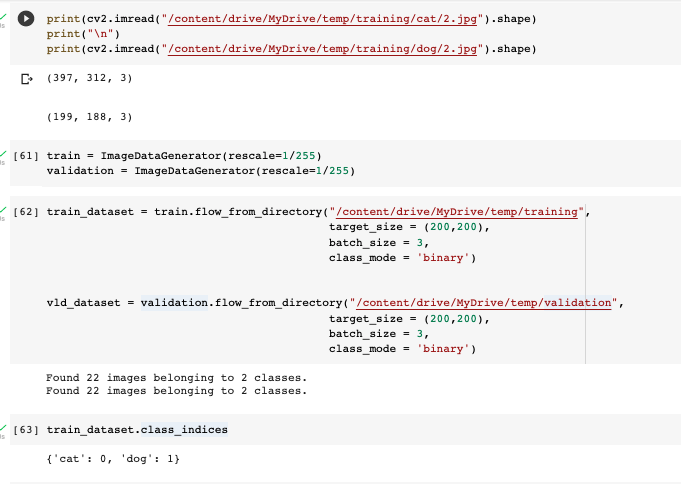 print(cv2.imread("/content/drive/MyDrive/temp/training/cat/2.jpg").shape)
print("\n")
print(cv2.imread("/content/drive/MyDrive/temp/training/dog/2.jpg").shape)
(397, 312, 3)
(199, 188, 3)
[61] train = ImageDataGenerator(rescale=1/255)
validation = ImageDataGenerator(rescale=1/255)
[62] train_dataset = train.flow_from_directory("/content/drive/MyDrive/temp/training",
target_size = (200,200),
batch_size = 3,
class_mode = 'binary')
vld_dataset = validation.flow_from_directory("/content/drive/MyDrive/temp/validation",
target_size = (200,200),
batch_size = 3,
class_mode = 'binary')
Found 22 images belonging to 2 classes.
Found 22 images belonging to 2 classes.
[63] train_dataset.class_indices
{'cat': 0, 'dog': 1}